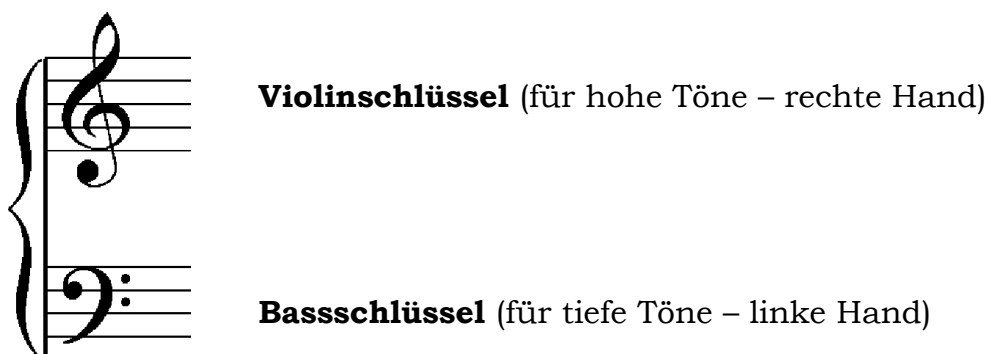 Violinschlüssel (für hohe Töne – rechte Hand)
Bassschlüssel (für tiefe Töne – linke Hand)